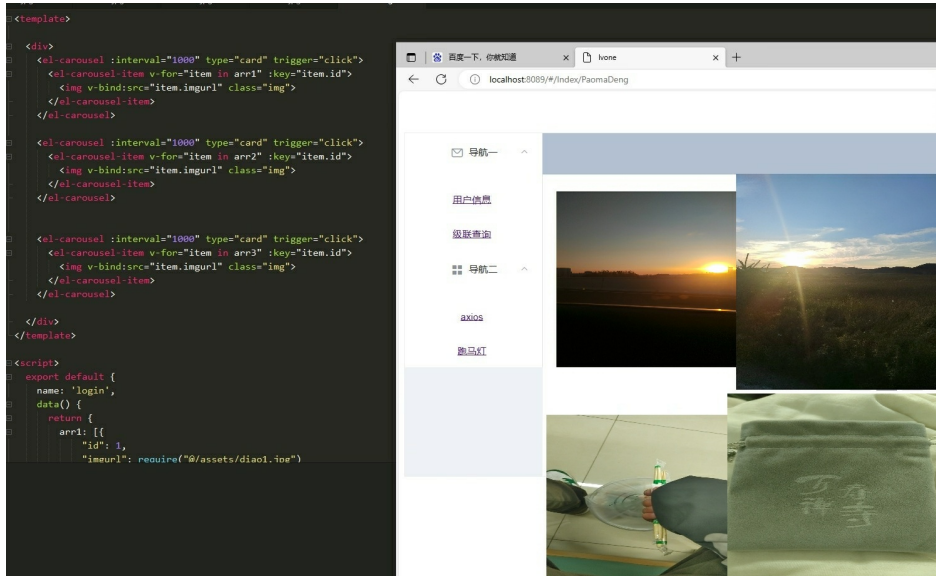 <template>
<div>
<el-carousel :interval="1000" type="card" trigger="click">
<el-carousel-item v-for="item in arr1" :key="item.id">
<img v-bind:src="item.imgurl" class="img">
</el-carousel-item>
</el-carousel>
<el-carousel :interval="1000" type="card" trigger="click">
<el-carousel-item v-for="item in arr2" :key="item.id">
<img v-bind:src="item.imgurl" class="img">
</el-carousel-item>
</el-carousel>
<el-carousel :interval="1000" type="card" trigger="click">
<el-carousel-item v-for="item in arr3" :key="item.id">
<img v-bind:src="item.imgurl" class="img">
</el-carousel-item>
</el-carousel>
</div>
</template>
<script>
export default {
name: 'login',
data() {
return {
arr1: [{
"id": 1,
"imgurl": require("@/assets/diao1.jpg")
百度一下，你就知道
lvone
localhost:8089/#/Index/PaomaDeng
导航一
用户信息
级联查询
导航二
axios
跑马灯